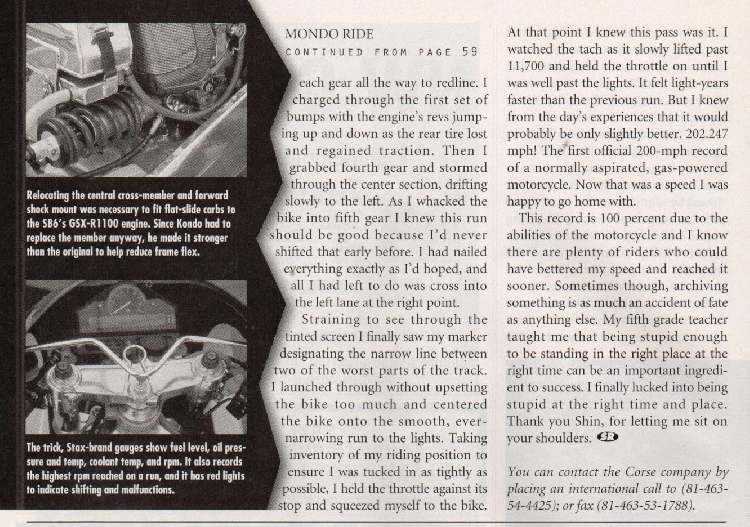 MONDO RIDE
CONTINUED FROM PAGE 59
each gear all the way to redline. I
charged through the first set of
bumps with the engine's revs jump-
ing up and down as the rear tire lost
and regained traction. Then I
grabbed fourth gear and stormed
through the center section, drifting
slowly to the left. As I whacked the
bike into fifth gear I knew this run
should be good because I'd never
shifted that early before. I had nailed
everything exactly as I'd hoped, and
all I had left to do was cross into
the left lane at the right point.
Straining to see through the
tinted screen I finally saw my marker
designating the narrow line between
two of the worst parts of the track.
I launched through without upsetting
the bike too much and centered
the bike onto the smooth, ever-
narrowing run to the lights. Taking
inventory of my riding position to
ensure I was tucked in as tightly as
possible, I held the throttle against its
stop and squeezed myself to the bike.
At that point I knew this pass was it. I
watched the tach as it slowly lifted past
11,700 and held the throttle on until I
was well past the lights. It felt light-years
faster than the previous run. But I knew
from the day's experiences that it would
probably be only slightly better. 202.247
mph! The first official 200-mph record
of a normally aspirated, gas-powered
motorcycle. Now that was a speed I was
happy to go home with.
This record is 100 percent due to the
abilities of the motorcycle and I know
there are plenty of riders who could
have bettered my speed and reached it
sooner. Sometimes though, archiving
something is as much an accident of fate
as anything else. My fifth grade teacher
taught me that being stupid enough
to be standing in the right place at the
right time can be an important ingredi-
ent to success. I finally lucked into being
stupid at the right time and place.
Thank you Shin, for letting me sit on
your shoulders. SR
You can contact the Corse company by
placing an international call to (81-463-
54-4425); or fax (81-463-53-1788).
Relocating the central cross-member and forward
shock mount was necessary to fit flat-slide carbs to
the SB6's GSX-R1100 engine. Since Kondo had to
replace the member anyway, he made it stronger
than the original to help reduce frame flex.
The trick, Stax-brand gauges show fuel level, oil pres-
sure and temp, coolant temp, and rpm. It also records
the highest rpm reached on a run, and it has red lights
to indicate shifting and malfunctions.